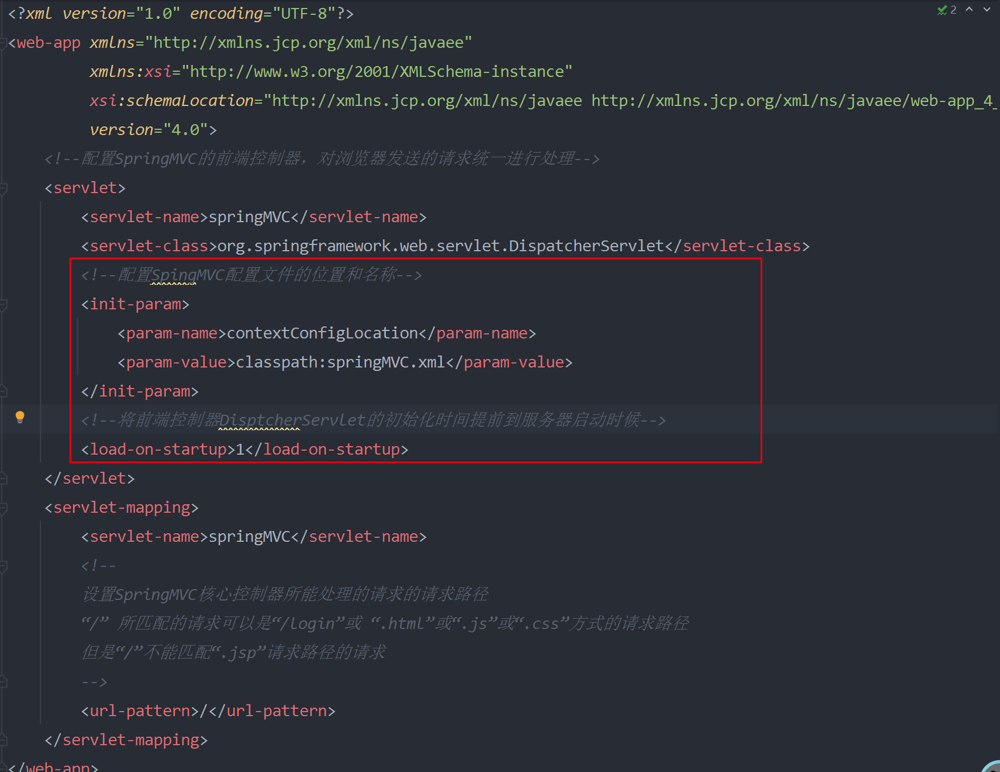 <?xml version="1.0" encoding="UTF-8"?>
2
<web-app xmlns="http://xmlns.jcp.org/xml/ns/javaee"
xmlns:xsi="http://www.w3.org/2001/XMLSchema-instance"
xsi:schemaLocation="http://xmlns.jcp.org/xml/ns/javaee http://xmlns.jcp.org/xml/ns/javaee/web-app_4_
version="4.0">
<!--配置SpringMVC的前端控制器，对浏览器发送的请求统一进行处理-->
<servlet>
<servlet-name>springMVC</servlet-name>
<servlet-class>org.springframework.web.servlet.DispatcherServlet</servlet-class>
<!--配置SpingMVC配置文件的位置和名称-->
<init-param>
<param-name>contextConfigLocation</param-name>
<param-value>classpath:springMVC.xml</param-value>
</init-param>
<!--将前端控制器DisptcherServlet的初始化时间提前到服务器启动时候-->
<load-on-startup>1</load-on-startup>
</servlet>
<servlet-mapping>
<servlet-name>springMVC</servlet-name>
<!--
设置SpringMVC核心控制器所能处理的请求的请求路径
“/” 所匹配的请求可以是“/login”或 “.html”或“.js”或“.css”方式的请求路径
但是“/”不能匹配“.jsp”请求路径的请求
-->
<url-pattern>/</url-pattern>
</servlet-mapping>
</web-app>